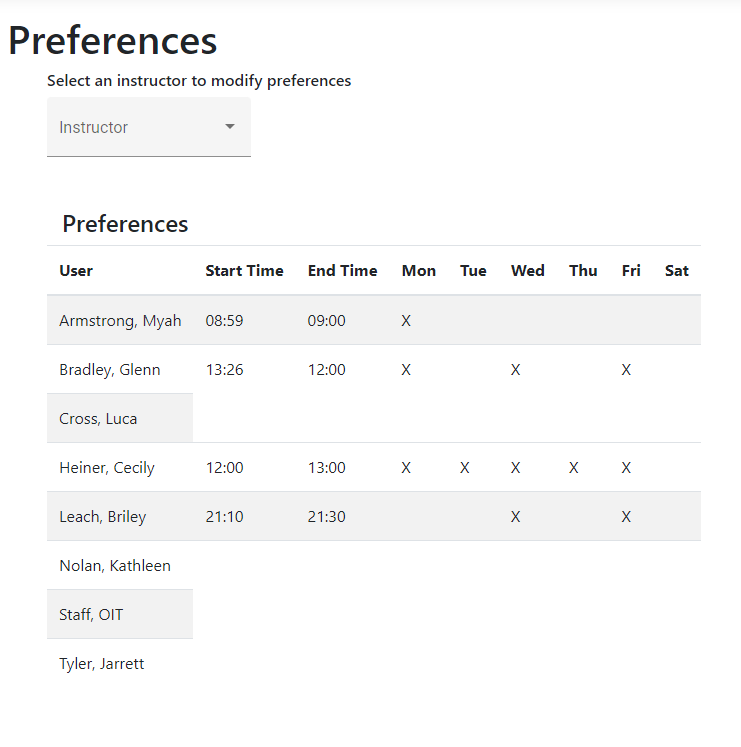 Preferences
Select an instructor to modify preferences
Instructor
Preferences
User Start Time End Time Mon Tue Wed Thu Fri Sat
Armstrong, Myah 08:59 09:00 X
Bradley, Glenn 13:26 12:00 X X X
Cross, Luca
Heiner, Cecily 12:00 13:00 X X X X X
Leach, Briley 21:10 21:30 X X
Nolan, Kathleen
Staff, OIT
Tyler, Jarrett